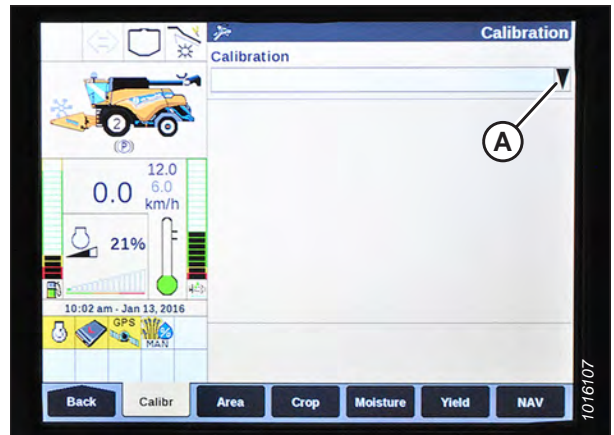 Calibration
Calibration
A
2
(P)
12.0
0.0
6.0
km/h
21%
10:02 am - Jan 13, 2016
GPS
MAN
Back
Calibr
Area
Crop
Moisture
Yield
NAV
1016107